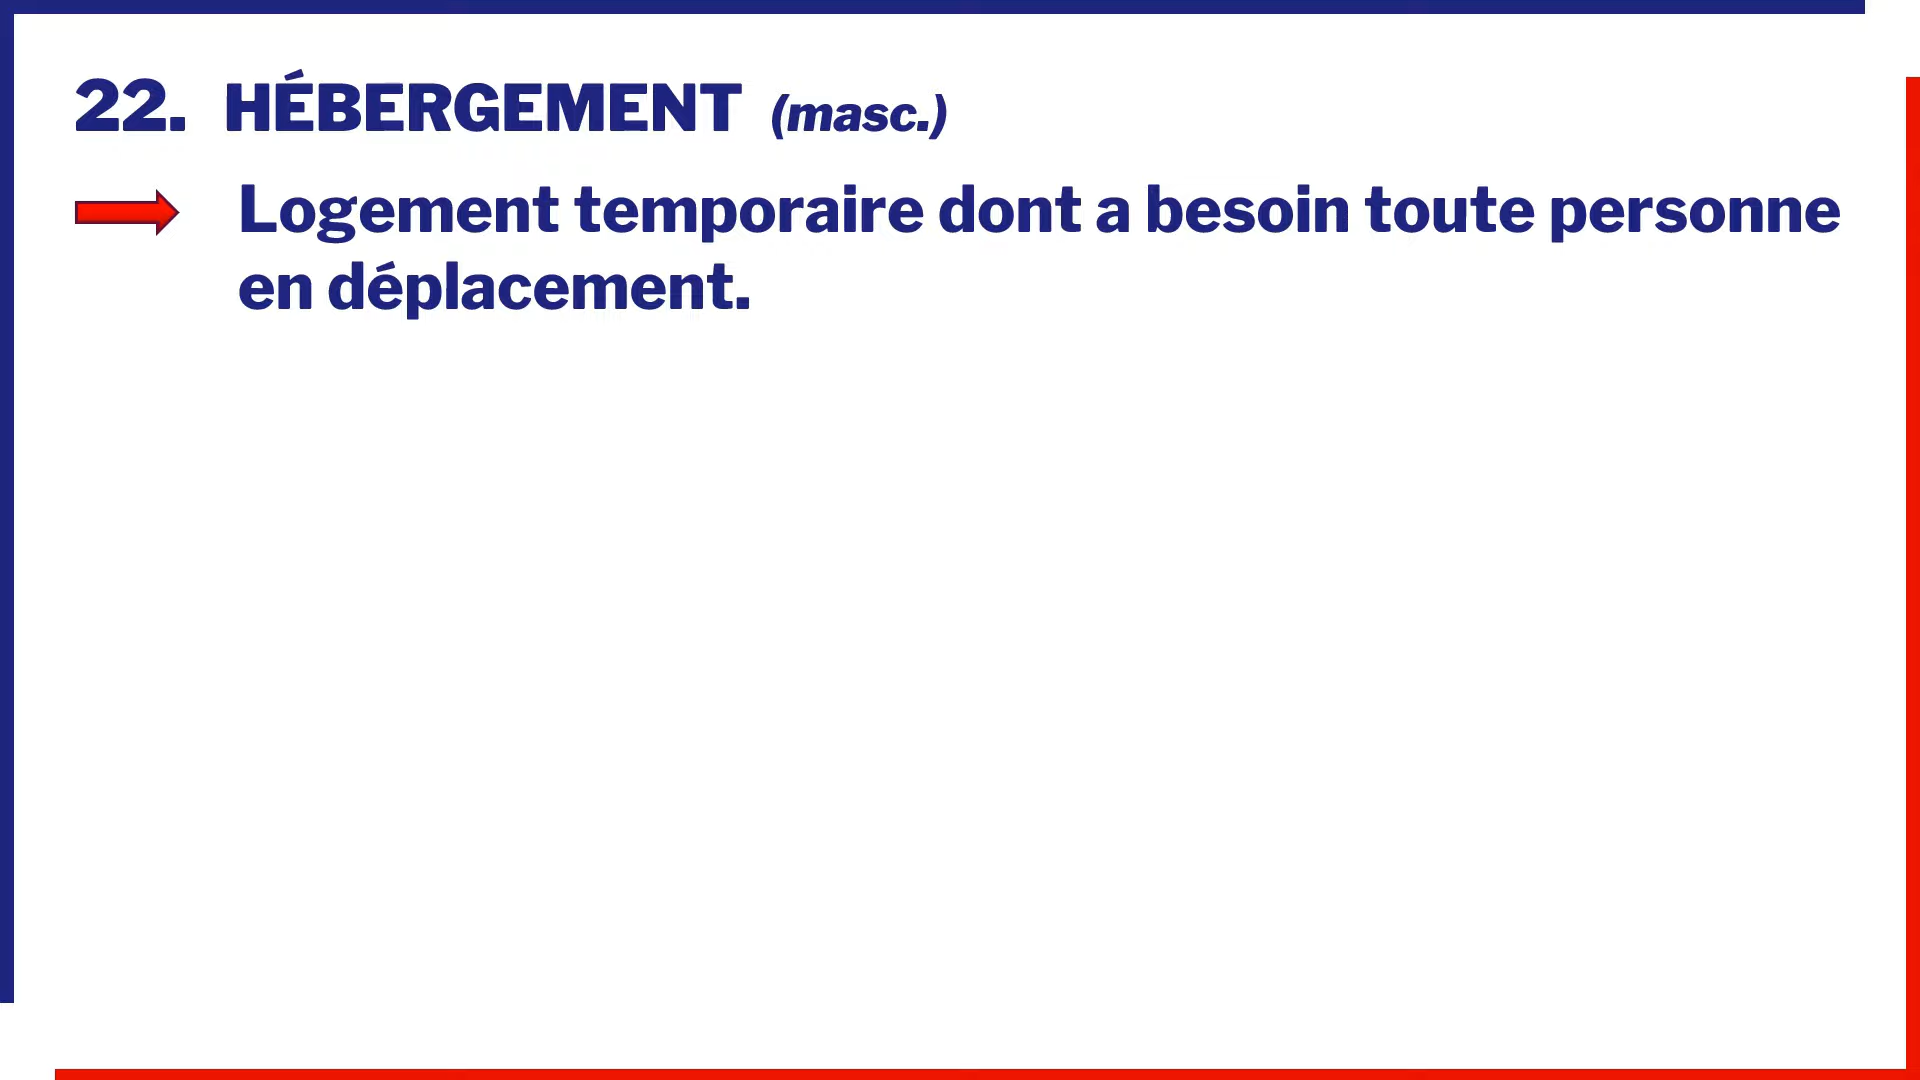 22. HÉBERGEMENT (masc.)
Logement temporaire dont a besoin toute personne
en déplacement.